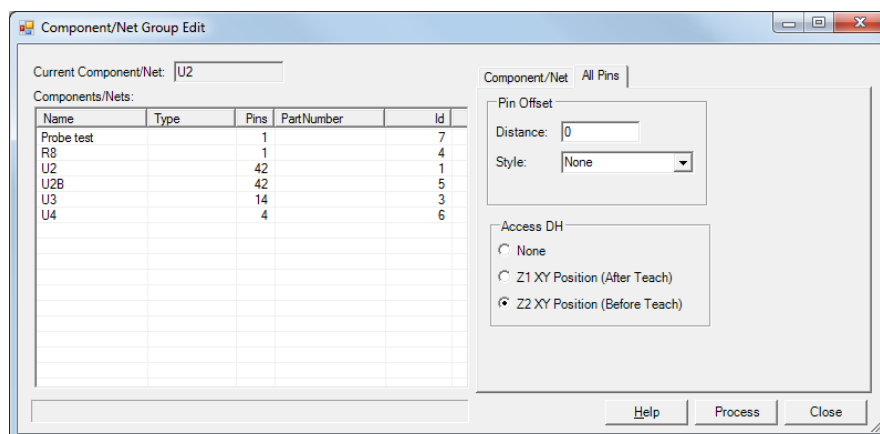 Component/Net Group Edit
Current Component/Net: U2
Components/Nets:
Name Type Pins PartNumber Id
Probe test 1 7
R8 1 4
U2 42 1
U2B 42 5
U3 14 3
U4 4 6
Component/Net All Pins
Pin Offset
Distance: 0
Style: None
Access DH
None
Z1 XY Position (After Teach)
Z2 XY Position (Before Teach)
Help Process Close